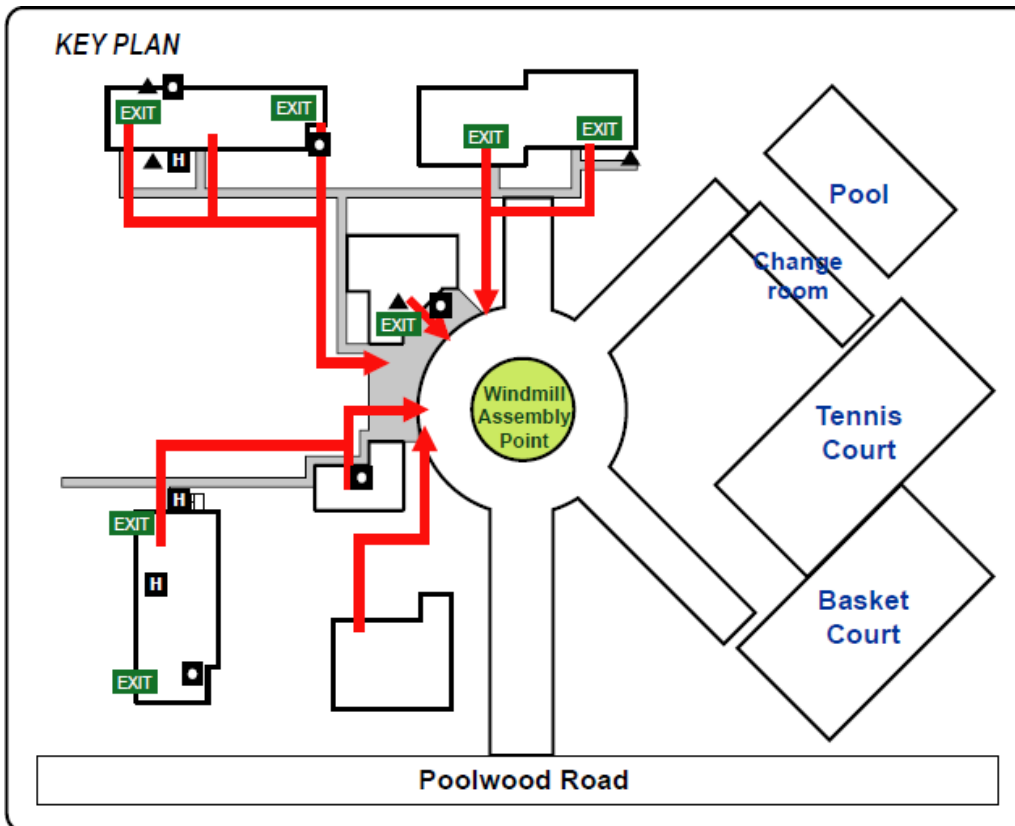 KEY PLAN
EXIT
EXIT
EXIT
EXIT
H
Pool
Change
room
EXIT
Windmill
Assembly
Point
Tennis
Court
H
EXIT
H
Basket
Court
EXIT
Poolwood Road